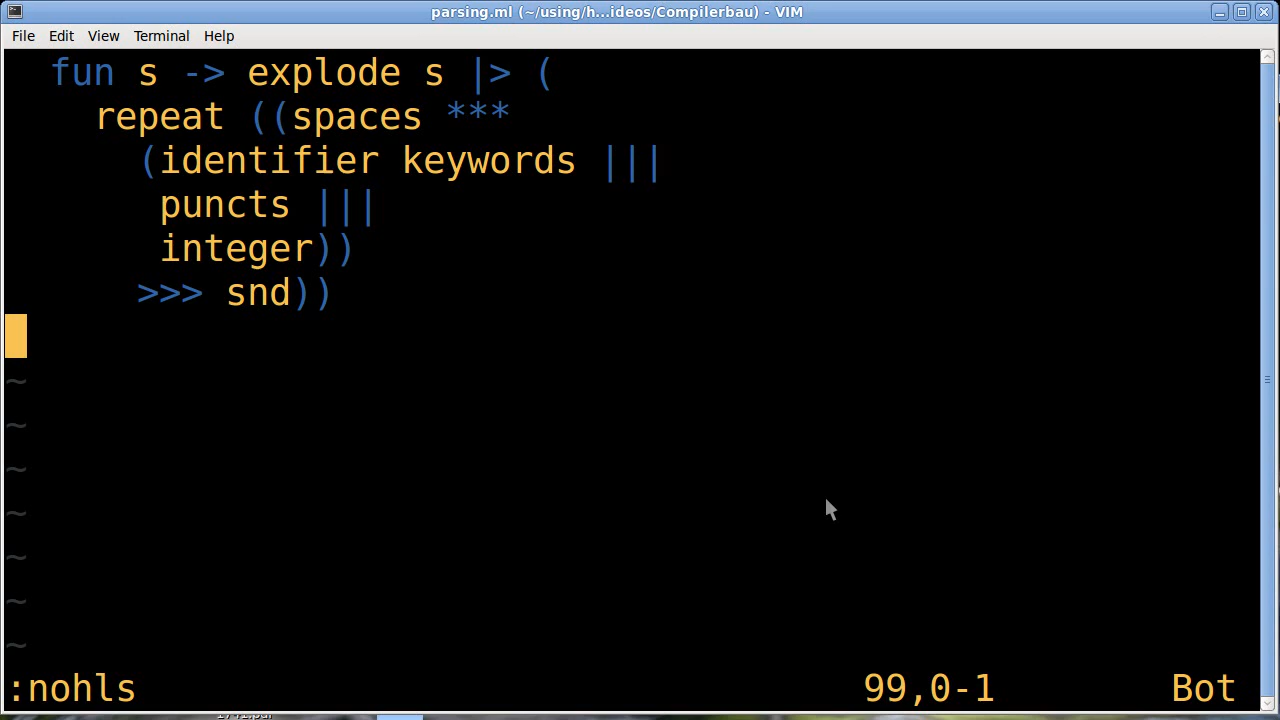 parsing.ml (~/using/h...ideos/Compilerbau) - VIM
File Edit View Terminal Help
fun s -> explode s |> (
repeat ((spaces ***
(identifier keywords |||
puncts |||
integer))
>>> snd))
~
~
~
~
~
~
~
:nohls 99,0-1 Bot